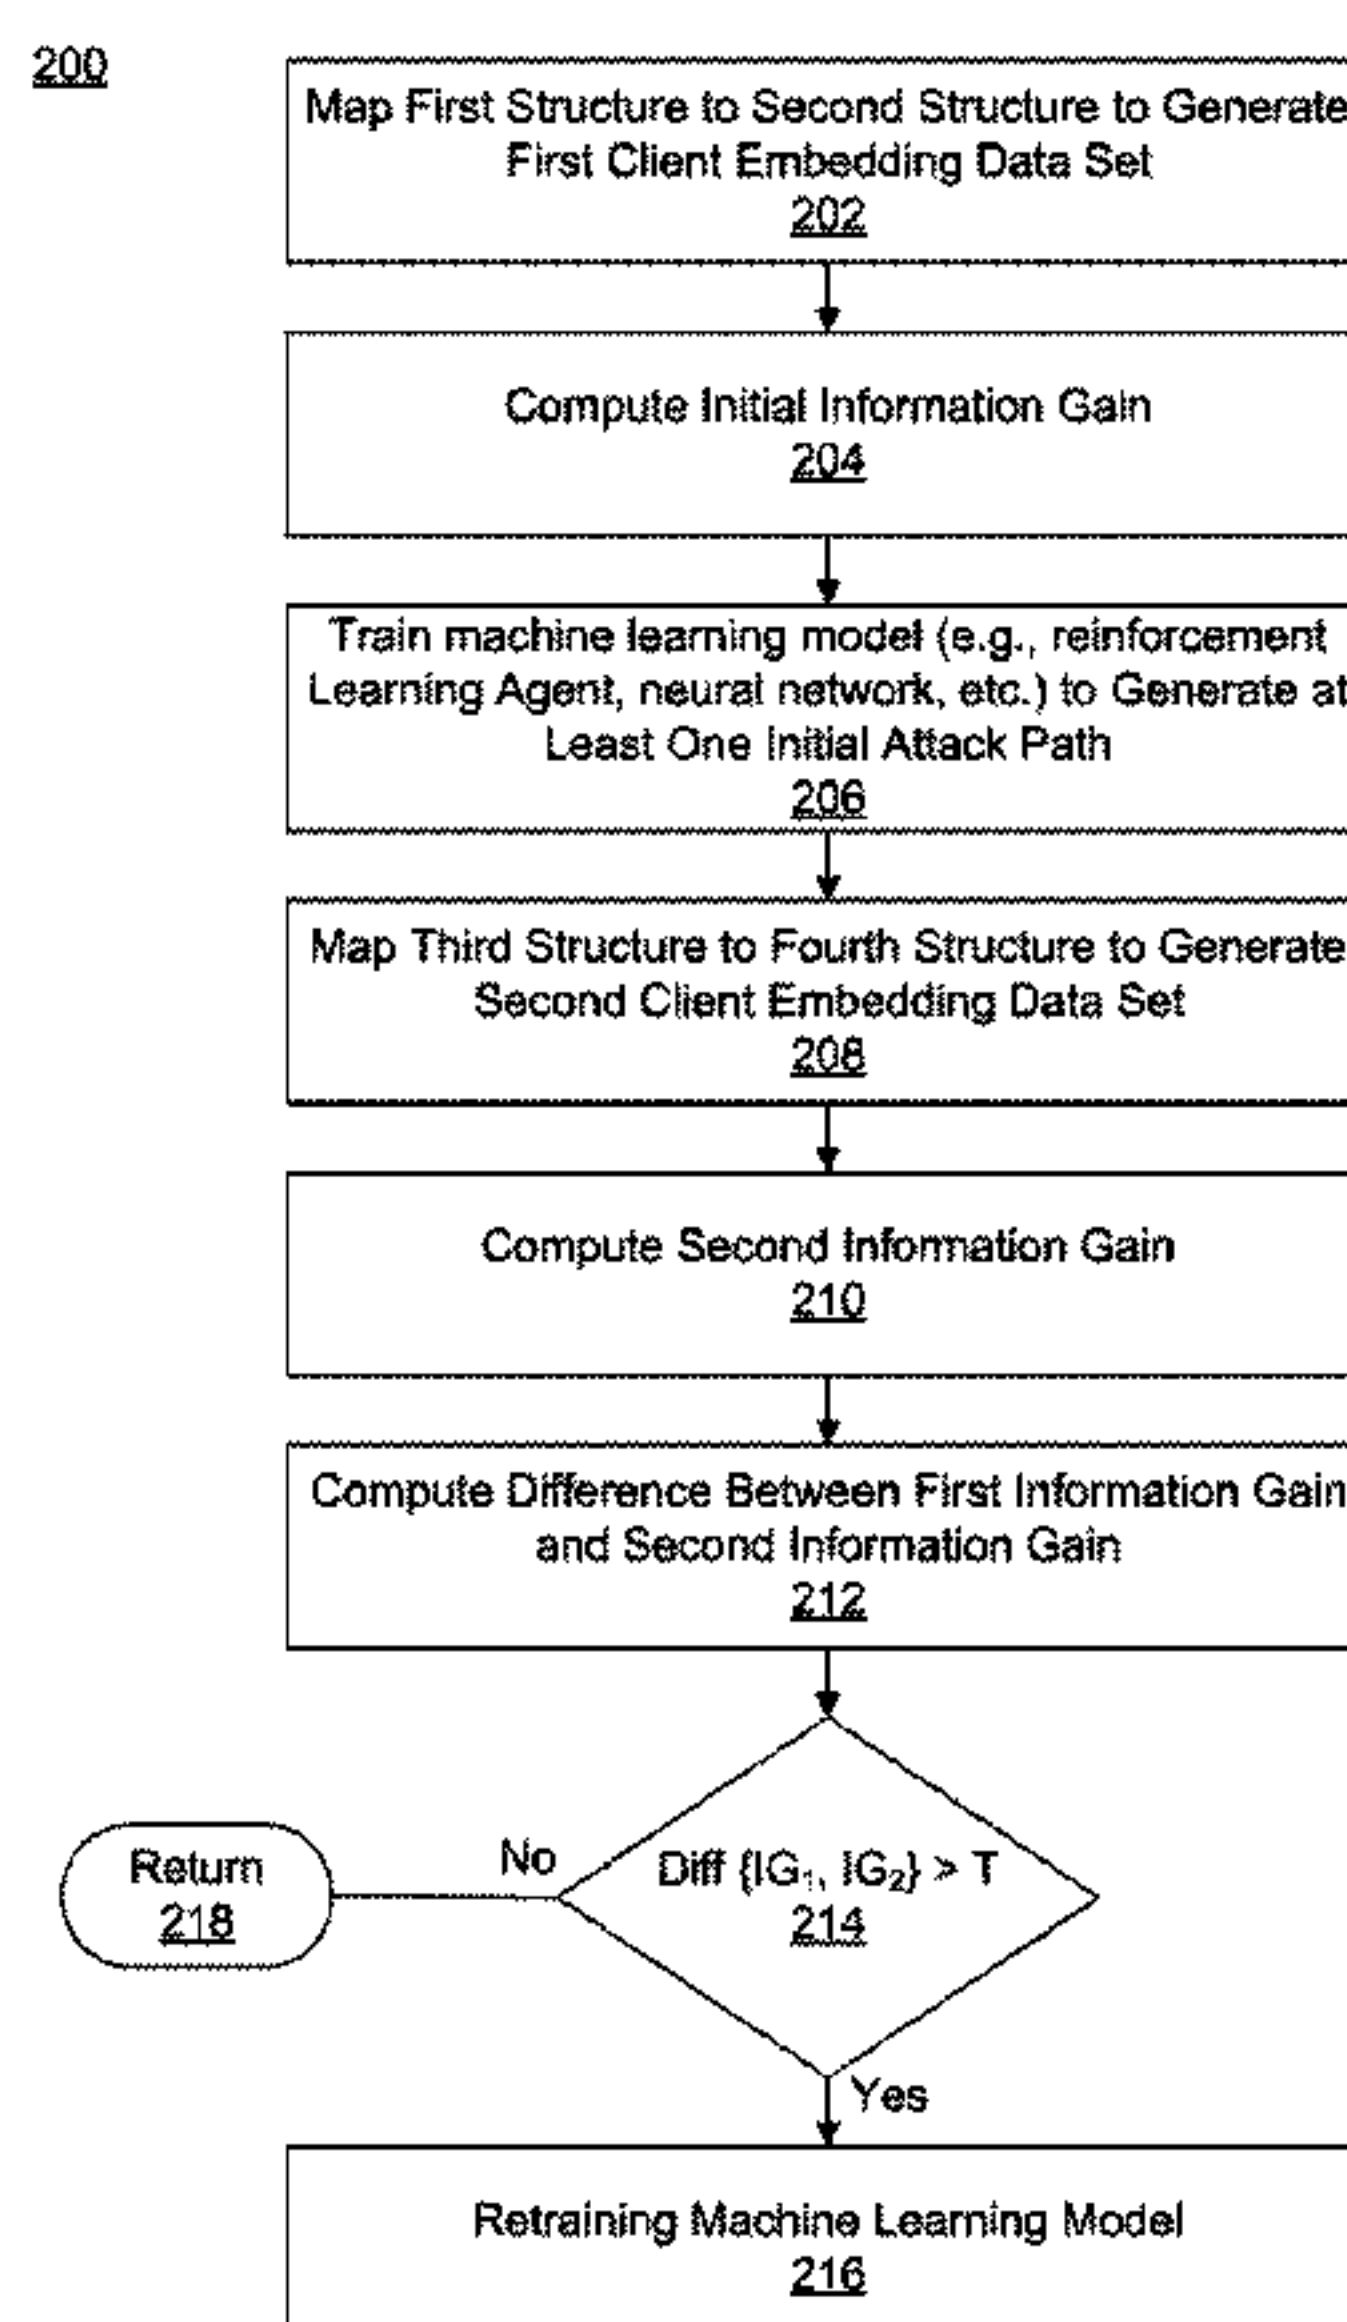 200
Map First Structure to Second Structure to Generate
First Client Embedding Data Set
202
Compute Initial Information Gain
204
Train machine learning model (e.g., reinforcement
Learning Agent, neural network, etc.) to Generate at
Least One Initial Attack Path
206
Map Third Structure to Fourth Structure to Generate
Second Client Embedding Data Set
208
Compute Second Information Gain
210
Compute Difference Between First Information Gain
and Second Information Gain
212
Diff {IG₁, IG₂} > T
214
No
Return
218
Yes
Retraining Machine Learning Model
216